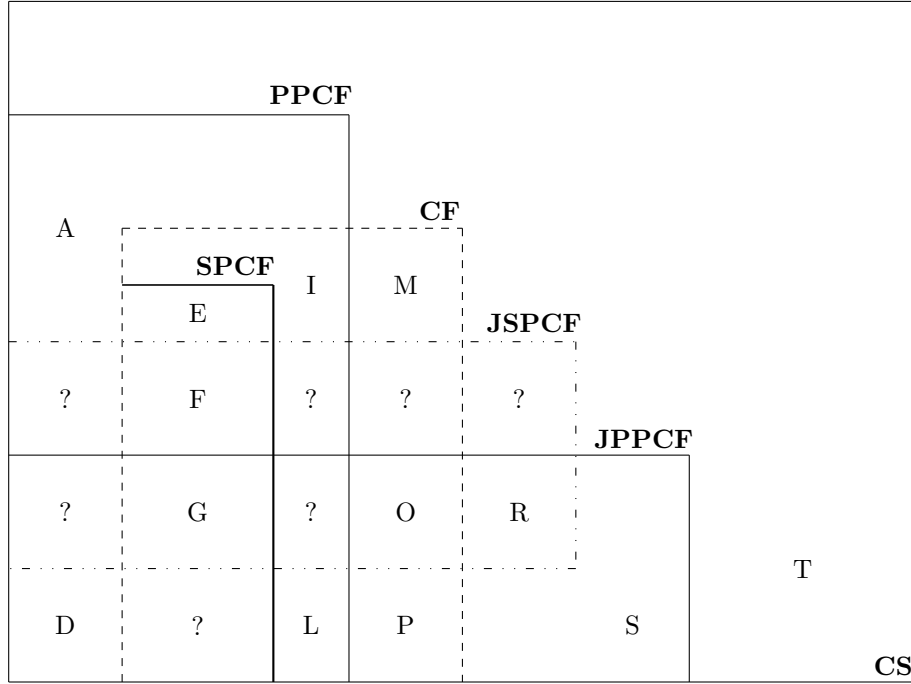 PPCF
A
CF
SPCF
I M
E
JSPCF
? F ? ? ?
JPPCF
? G ? O R
T
D ? L P S
CS